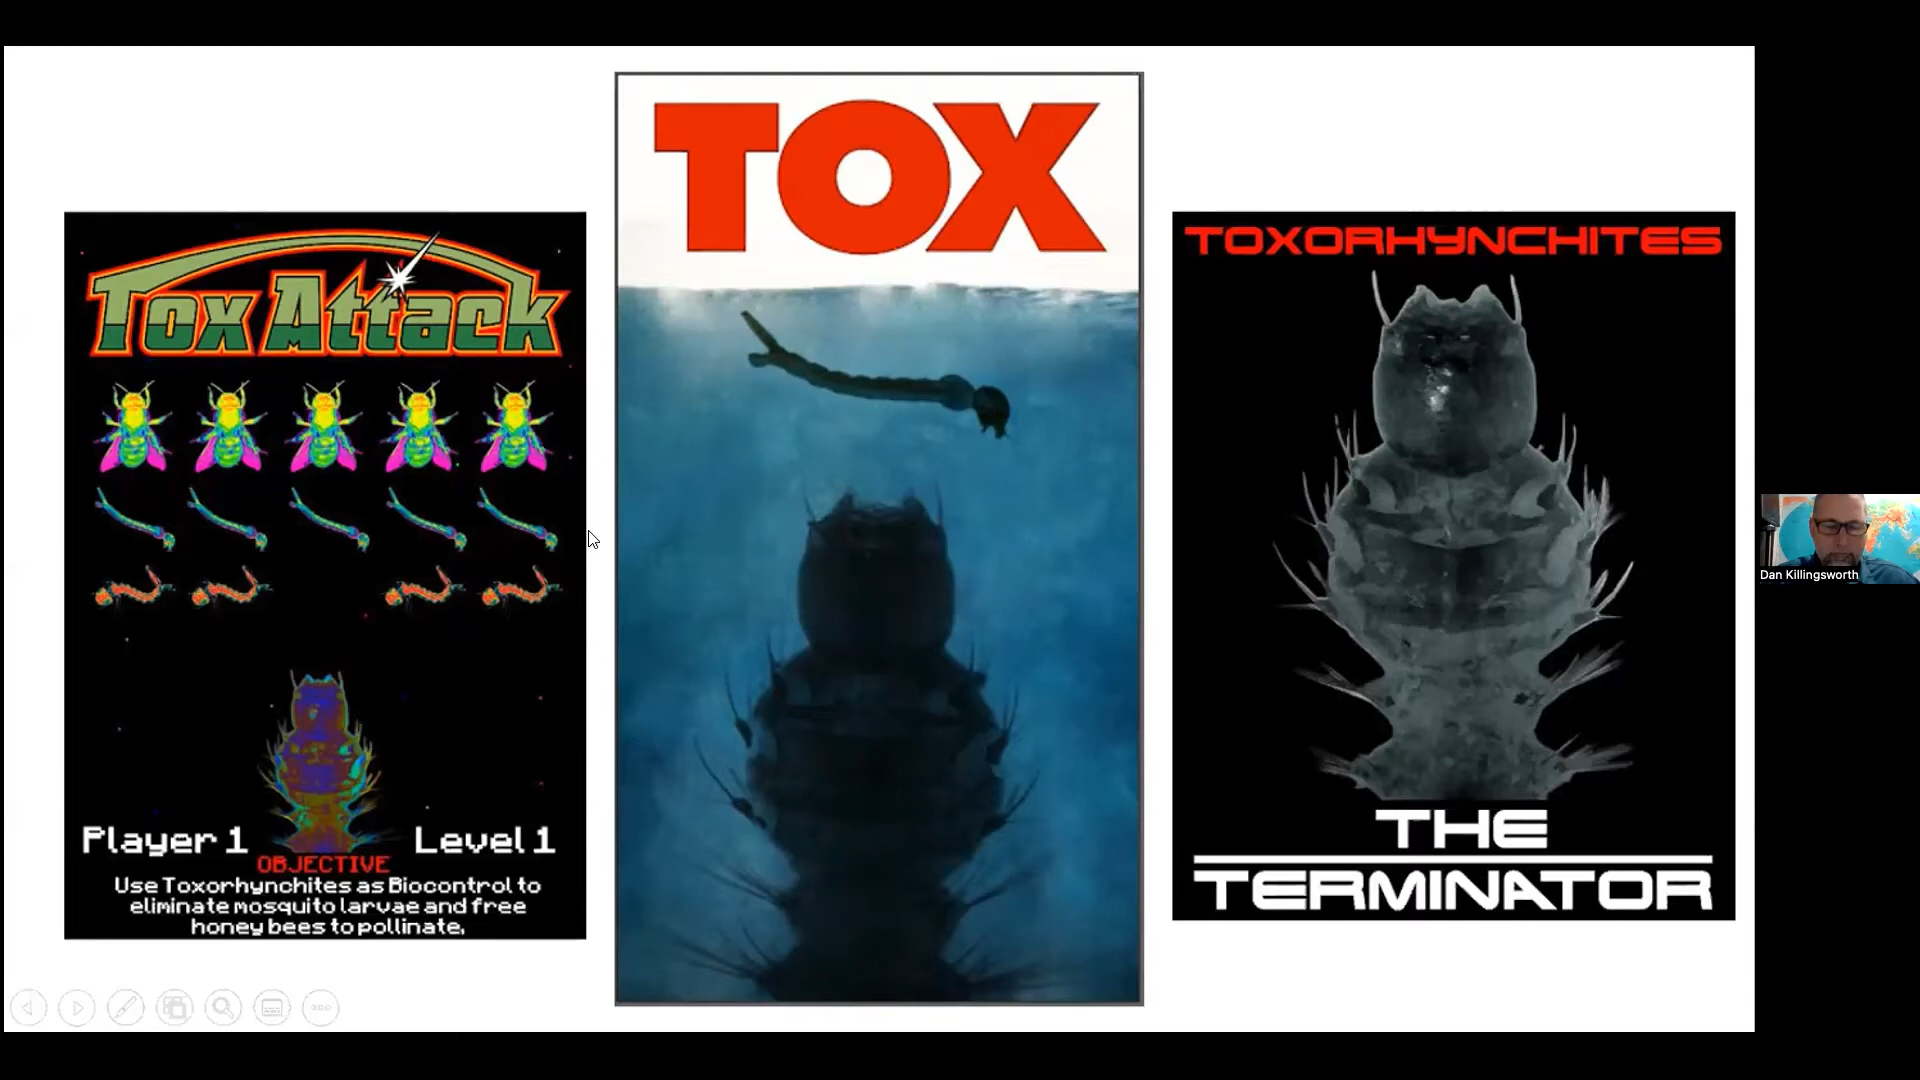 Tox Attack
Player 1
Level 1
OBJECTIVE
Use Toxorhynchites as Biocontrol to
eliminate mosquito larvae and free
honey bees to pollinate.
TOX
TOXORHYNCHITES
THE
TERMINATOR
Dan Killingsworth